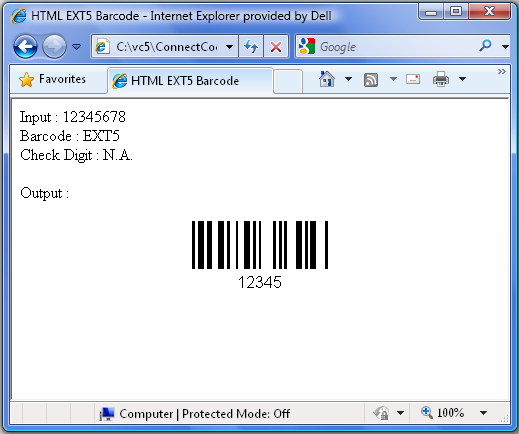 HTML EXT5 Barcode - Internet Explorer provided by Dell
C:\vc5\ConnectCo
Google
Favorites
HTML EXT5 Barcode
Input : 12345678
Barcode : EXT5
Check Digit : N.A.
Output :
12345
Computer | Protected Mode: Off
100%